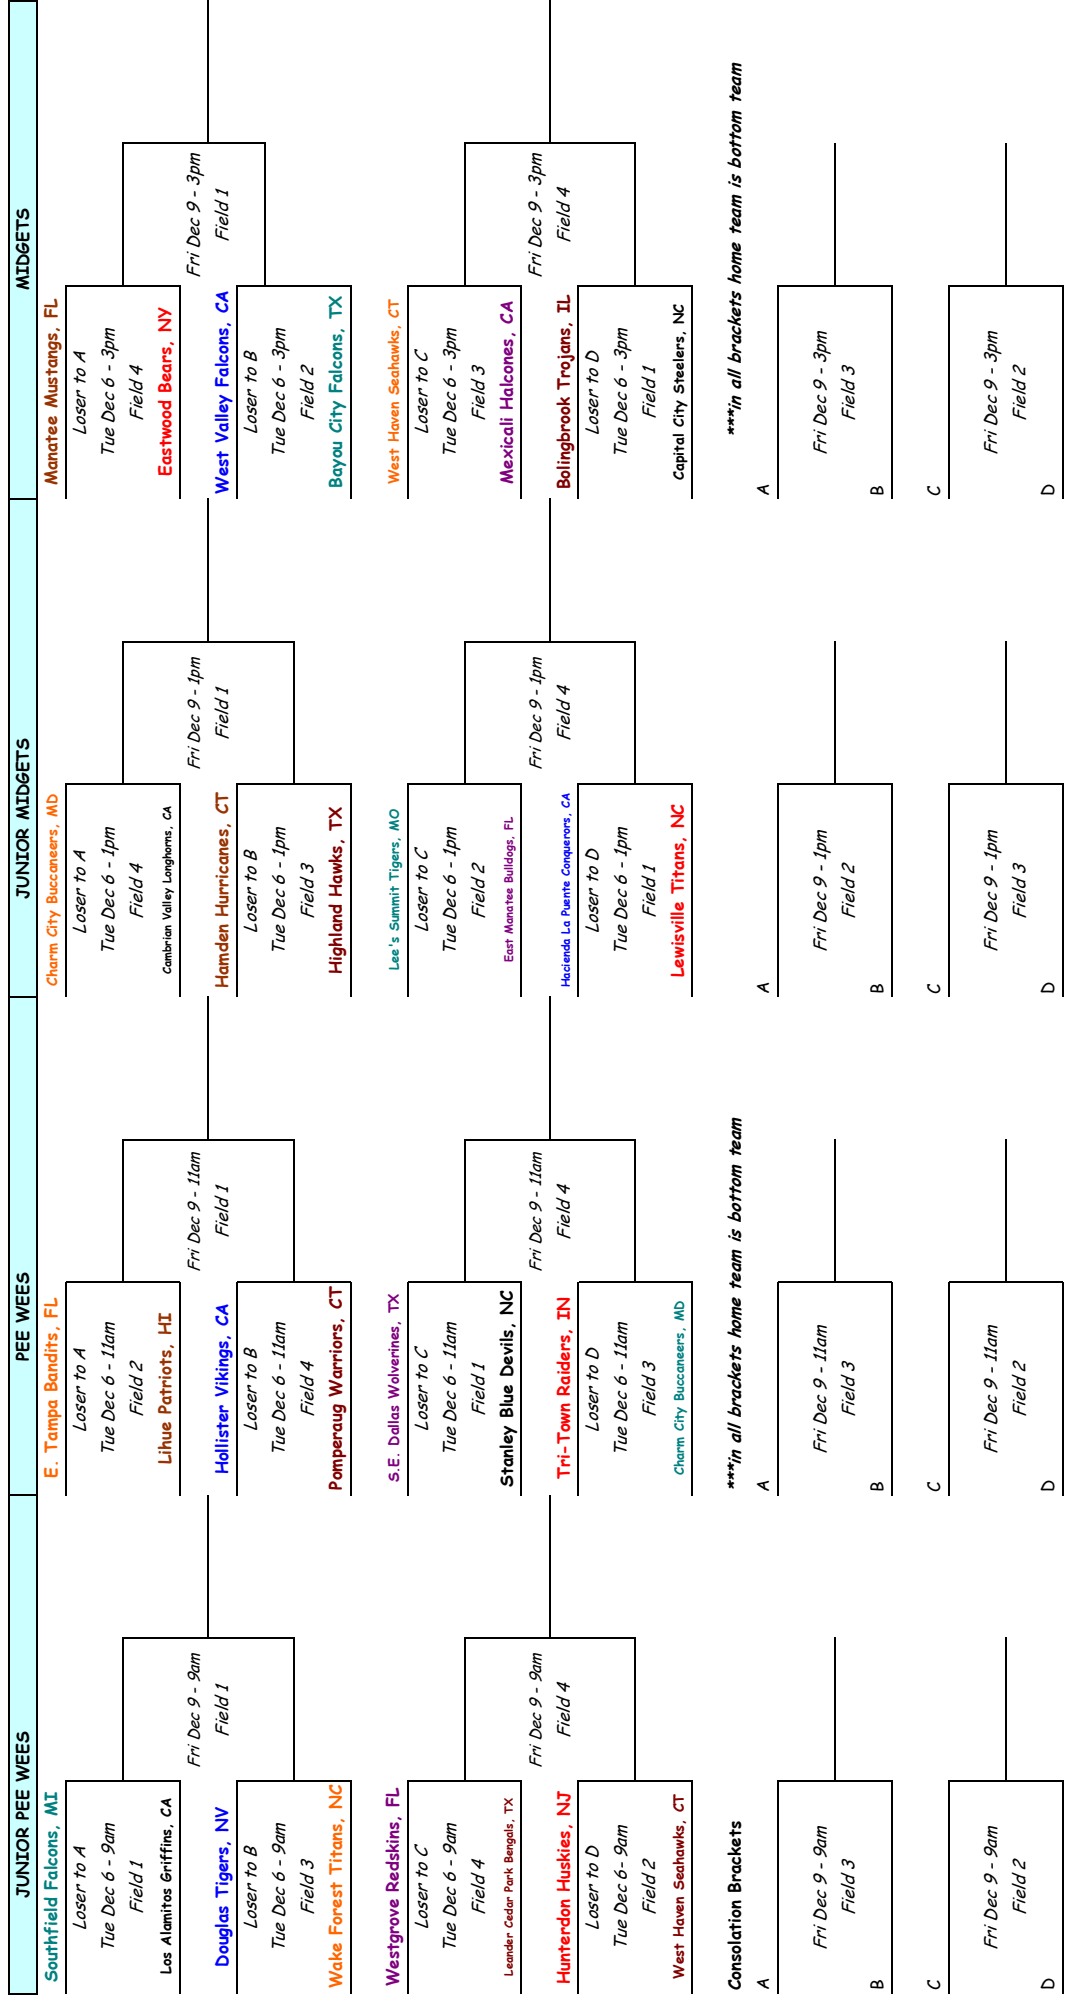 JUNIOR PEE WEES
PEE WEES
JUNIOR MIDGETS
MIDGETS
Southfield Falcons, MI
Loser to A
Tue Dec 6 - 9am
Field 1
Los Alamitos Griffins, CA
Fri Dec 9 - 9am
Field 1
Douglas Tigers, NV
Loser to B
Tue Dec 6 - 9am
Field 3
Wake Forest Titans, NC
Westgrove Redskins, FL
Loser to C
Tue Dec 6 - 9am
Field 4
Leander Cedar Park Bengals, TX
Fri Dec 9 - 9am
Field 4
Hunterdon Huskies, NJ
Loser to D
Tue Dec 6- 9am
Field 2
West Haven Seahawks, CT
Consolation Brackets
A
Fri Dec 9 - 9am
Field 3
B
C
Fri Dec 9 - 9am
Field 2
D
E. Tampa Bandits, FL
Loser to A
Tue Dec 6 - 11am
Field 2
Lihue Patriots, HI
Fri Dec 9 - 11am
Field 1
Hollister Vikings, CA
Loser to B
Tue Dec 6 - 11am
Field 4
Pomperaug Warriors, CT
S.E. Dallas Wolverines, TX
Loser to C
Tue Dec 6 - 11am
Field 1
Stanley Blue Devils, NC
Fri Dec 9 - 11am
Field 4
Tri-Town Raiders, IN
Loser to D
Tue Dec 6 - 11am
Field 3
Charm City Buccaneers, MD
***in all brackets home team is bottom team
A
Fri Dec 9 - 11am
Field 3
B
C
Fri Dec 9 - 11am
Field 2
D
Charm City Buccaneers, MD
Loser to A
Tue Dec 6 - 1pm
Field 4
Cambrian Valley Longhorns, CA
Fri Dec 9 - 1pm
Field 1
Hamden Hurricanes, CT
Loser to B
Tue Dec 6 - 1pm
Field 3
Highland Hawks, TX
Lee's Summit Tigers, MO
Loser to C
Tue Dec 6 - 1pm
Field 2
East Manatee Bulldogs, FL
Fri Dec 9 - 1pm
Field 4
Hacienda La Puente Conquerors, CA
Loser to D
Tue Dec 6 - 1pm
Field 1
Lewisville Titans, NC
A
Fri Dec 9 - 1pm
Field 2
B
C
Fri Dec 9 - 1pm
Field 3
D
Manatee Mustangs, FL
Loser to A
Tue Dec 6 - 3pm
Field 4
Eastwood Bears, NY
Fri Dec 9 - 3pm
Field 1
West Valley Falcons, CA
Loser to B
Tue Dec 6 - 3pm
Field 2
Bayou City Falcons, TX
West Haven Seahawks, CT
Loser to C
Tue Dec 6 - 3pm
Field 3
Mexicali Halcones, CA
Fri Dec 9 - 3pm
Field 4
Bolingbrook Trojans, IL
Loser to D
Tue Dec 6 - 3pm
Field 1
Capital City Steelers, NC
***in all brackets home team is bottom team
A
Fri Dec 9 - 3pm
Field 3
B
C
Fri Dec 9 - 3pm
Field 2
D